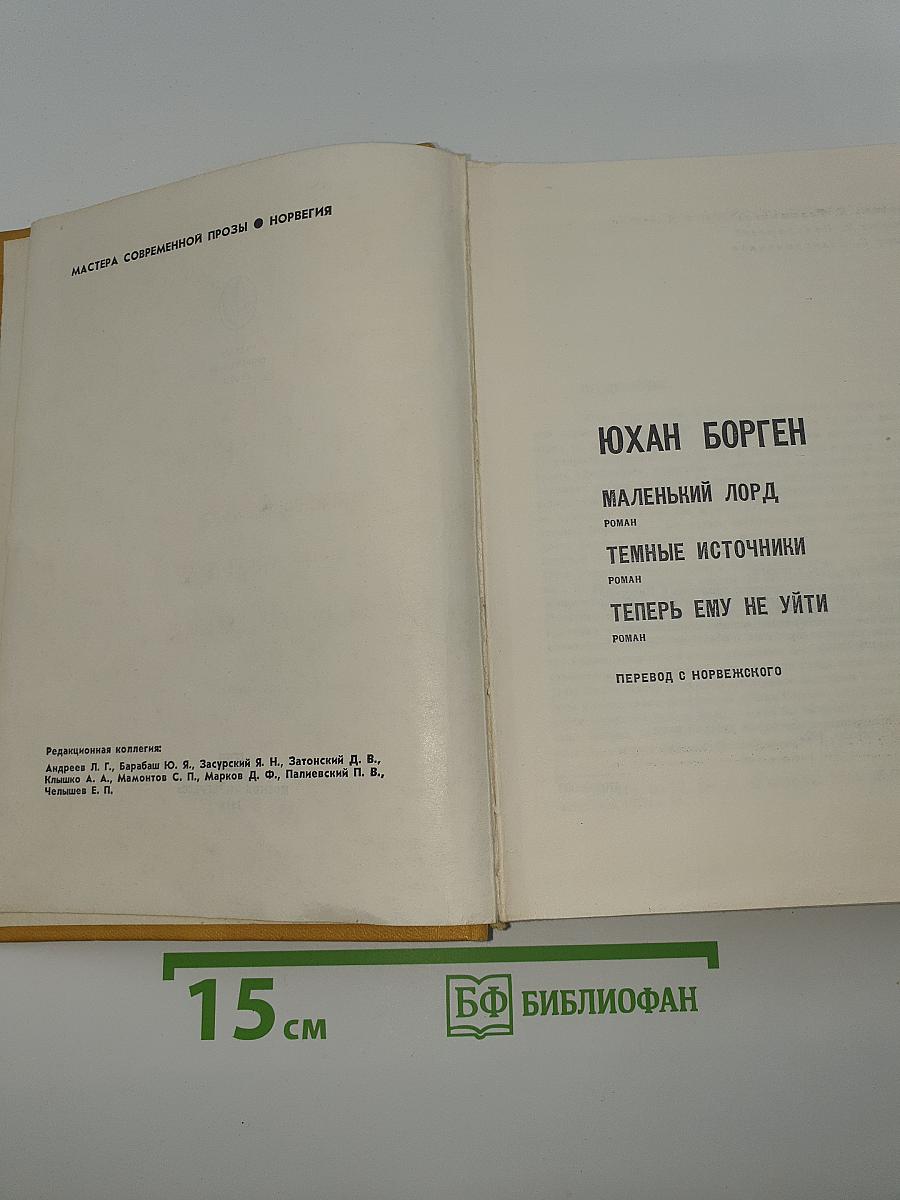 МАСТЕРА СОВРЕМЕННОЙ ПРОЗЫ ● НОРВЕГИЯ
Редакционная коллегия:
Андреев Л. Г., Барабаш Ю. Я., Засурский Я. Н., Затонский Д. В.,
Клышко А. А., Мамонтов С. П., Марков Д. Ф., Палиевский П. В.,
Челышев Е. П.
ЮХАН БОРГЕН
МАЛЕНЬКИЙ ЛОРД
РОМАН
ТЕМНЫЕ ИСТОЧНИКИ
РОМАН
ТЕПЕРЬ ЕМУ НЕ УЙТИ
РОМАН
ПЕРЕВОД С НОРВЕЖСКОГО
15 см
БФ БИБЛИОФАН